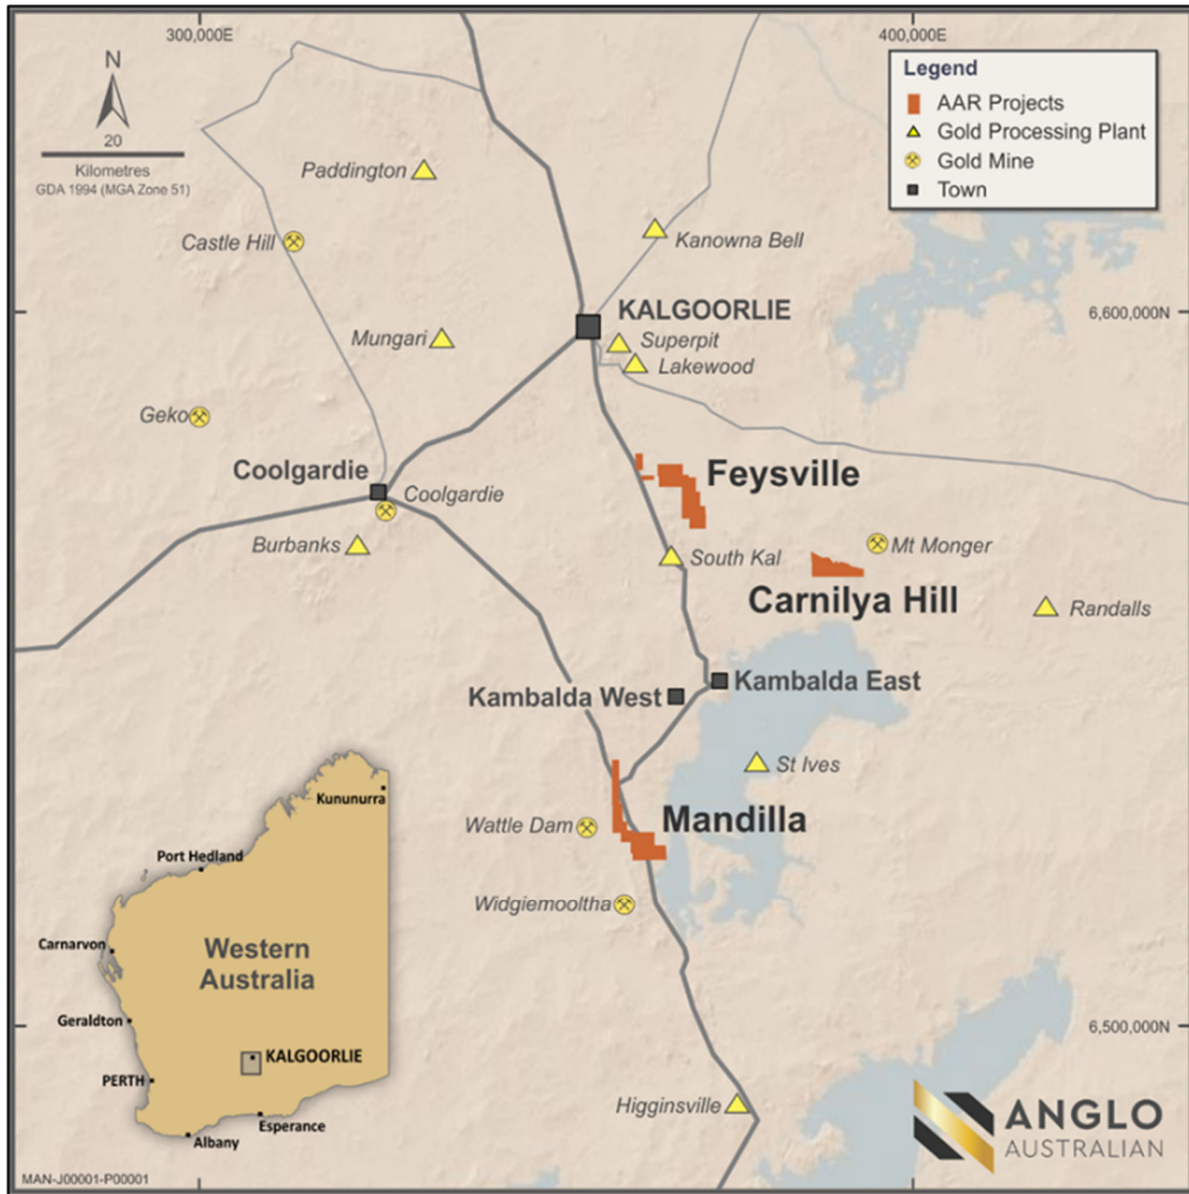 300,000E
400,000E
N
20
Kilometres
GDA 1994 (MGA Zone 51)
Legend
AAR Projects
Gold Processing Plant
Gold Mine
Town
Paddington
Castle Hill
Kanowna Bell
KALGOORLIE
6,600,000N
Mungari
Superpit
Lakewood
Geko
Coolgardie
Coolgardie
Feysville
Burbanks
South Kal
Mt Monger
Carnilya Hill
Randalls
Kambalda East
Kambalda West
St Ives
Wattle Dam
Mandilla
Widgiemooltha
Kununurra
Port Hedland
Carnarvon
Western
Australia
Geraldton
KALGOORLIE
PERTH
Esperance
Albany
6,500,000N
Higginsville
ANGLO
AUSTRALIAN
MAN-J00001-P00001